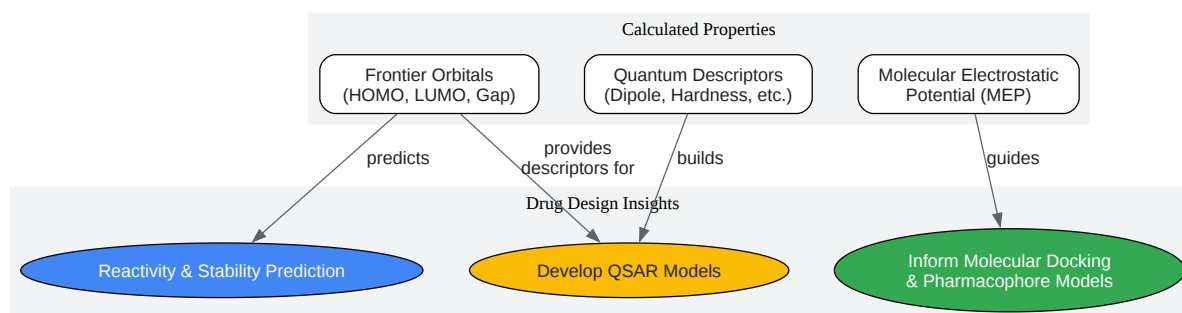 Calculated Properties
Frontier Orbitals
(HOMO, LUMO, Gap)
Quantum Descriptors
(Dipole, Hardness, etc.)
Molecular Electrostatic
Potential (MEP)
predicts
provides
descriptors for
builds
guides
Drug Design Insights
Reactivity & Stability Prediction
Develop QSAR Models
Inform Molecular Docking
& Pharmacophore Models